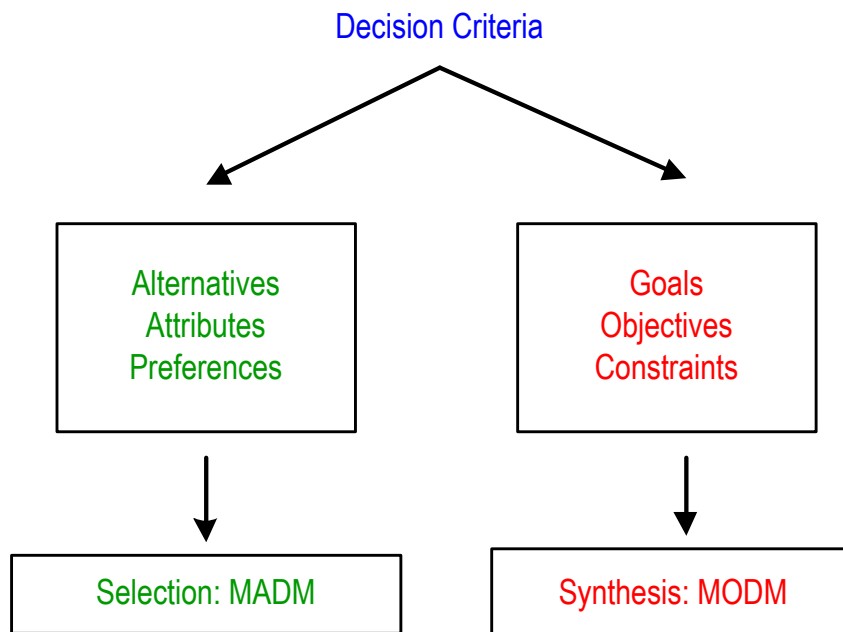 Decision Criteria
Alternatives
Attributes
Preferences
Goals
Objectives
Constraints
Selection: MADM
Synthesis: MODM